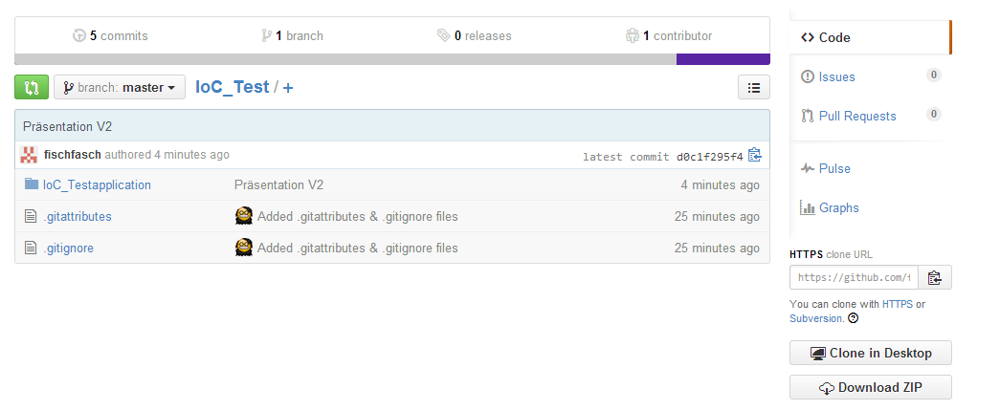 5 commits
1 branch
0 releases
1 contributor
branch: master
IoC_Test / +
Präsentation V2
fischfasch authored 4 minutes ago
latest commit d0c1f295f4
IoC_Testapplication Präsentation V2 4 minutes ago
.gitattributes Added .gitattributes & .gitignore files 25 minutes ago
.gitignore Added .gitattributes & .gitignore files 25 minutes ago
Code
Issues 0
Pull Requests 0
Pulse
Graphs
HTTPS clone URL
https://github.com/f
You can clone with HTTPS or
Subversion.
Clone in Desktop
Download ZIP